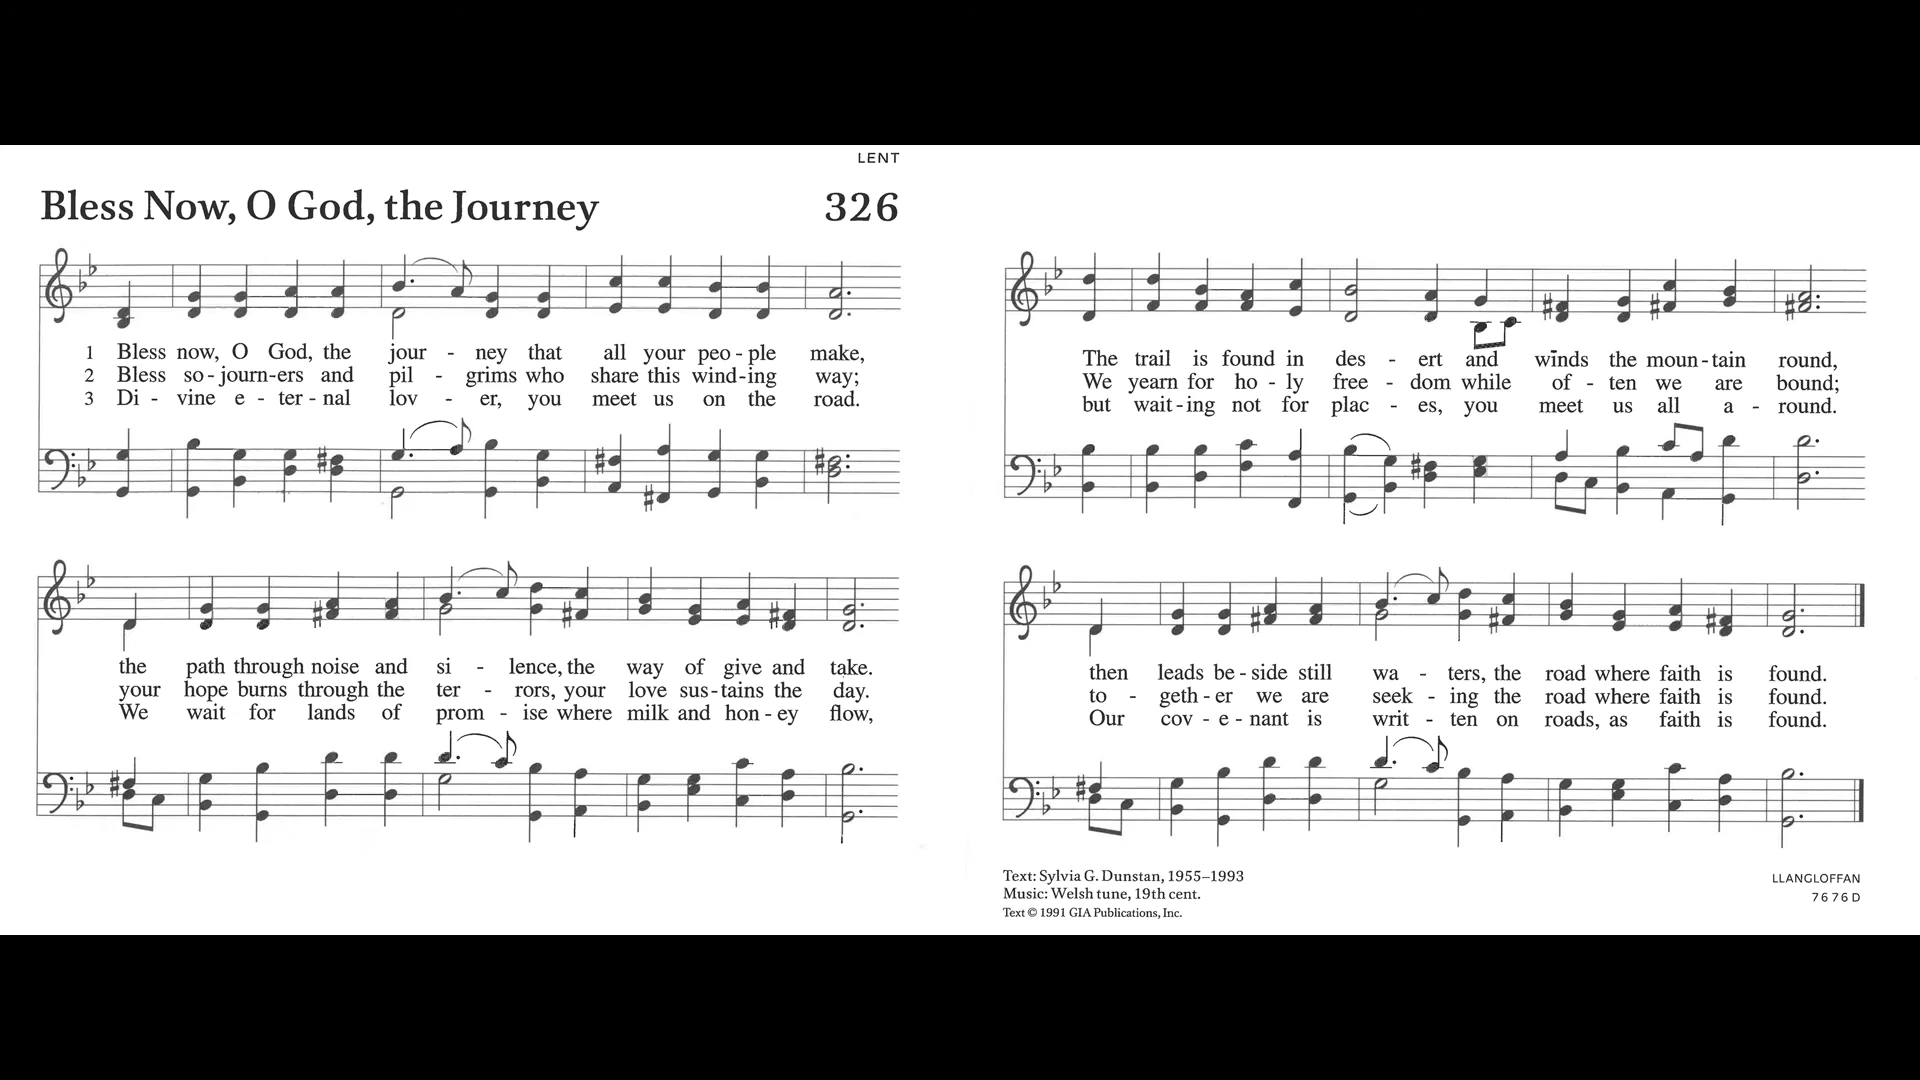 LENT
Bless Now, O God, the Journey 326
1 Bless now, O God, the jour - ney that all your peo - ple make,
2 Bless so - journ-ers and pil - grims who share this wind-ing way;
3 Di - vine e - ter - nal lov - er, you meet us on the road.
the path through noise and si - lence, the way of give and take.
your hope burns through the ter - rors, your love sus - tains the day.
We wait for lands of prom - ise where milk and hon - ey flow,
The trail is found in des - ert and winds the moun - tain round,
We yearn for ho - ly free - dom while of - ten we are bound;
but wait - ing not for plac - es, you meet us all a - round.
then leads be - side still wa - ters, the road where faith is found.
to - geth - er we are seek - ing the road where faith is found.
Our cov - e - nant is writ - ten on roads, as faith is found.
Text: Sylvia G. Dunstan, 1955–1993
Music: Welsh tune, 19th cent.
Text © 1991 GIA Publications, Inc.
LLANGLOFFAN
7 6 7 6 D